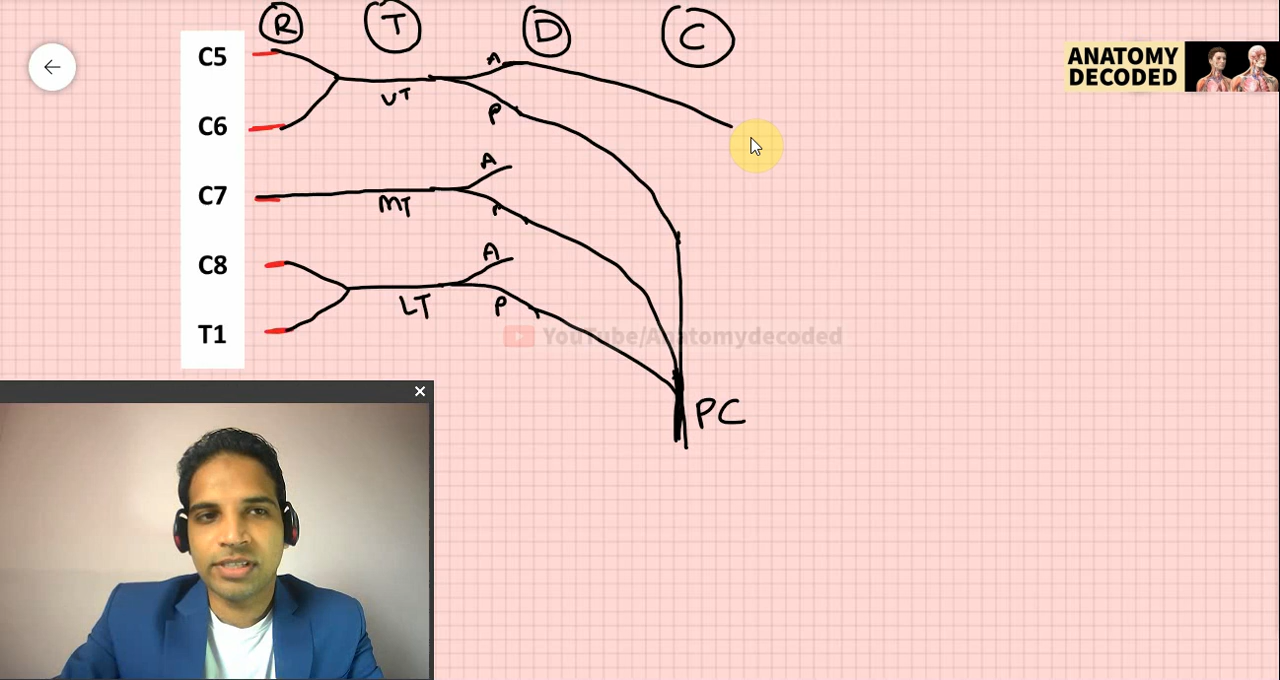 R T D C
C5
C6
C7
C8
T1
A
UT
P
A
MT
P
A
LT
P
PC
ANATOMY
DECODED
YouTube/Anatomydecoded